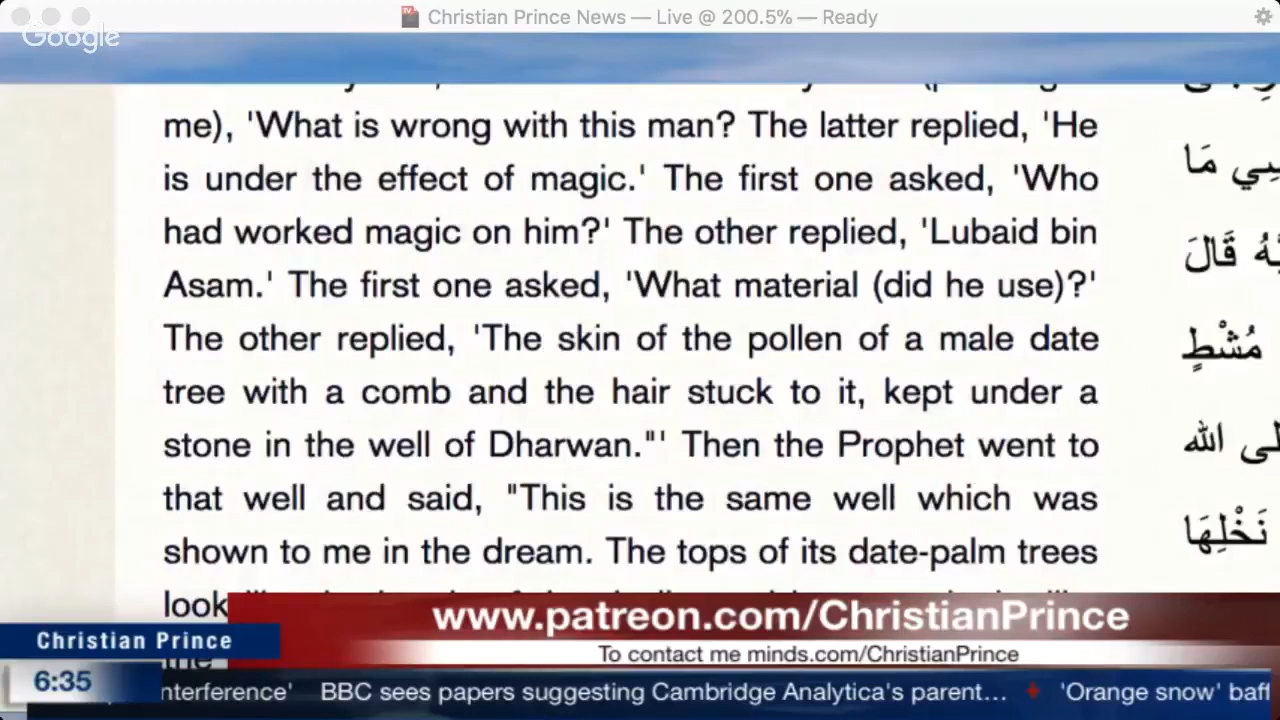 Christian Prince News — Live @ 200.5% — Ready
Google
me), 'What is wrong with this man? The latter replied, 'He
is under the effect of magic.' The first one asked, 'Who
had worked magic on him?' The other replied, 'Lubaid bin
Asam.' The first one asked, 'What material (did he use)?'
The other replied, 'The skin of the pollen of a male date
tree with a comb and the hair stuck to it, kept under a
stone in the well of Dharwan."' Then the Prophet went to
that well and said, "This is the same well which was
shown to me in the dream. The tops of its date-palm trees
look
the
مَا
قَالَ
مُشْطٍ
الله
نَخْلِهَا
www.patreon.com/ChristianPrince
To contact me minds.com/ChristianPrince
Christian Prince
6:35
nterference' BBC sees papers suggesting Cambridge Analytica's parent... 'Orange snow' baff